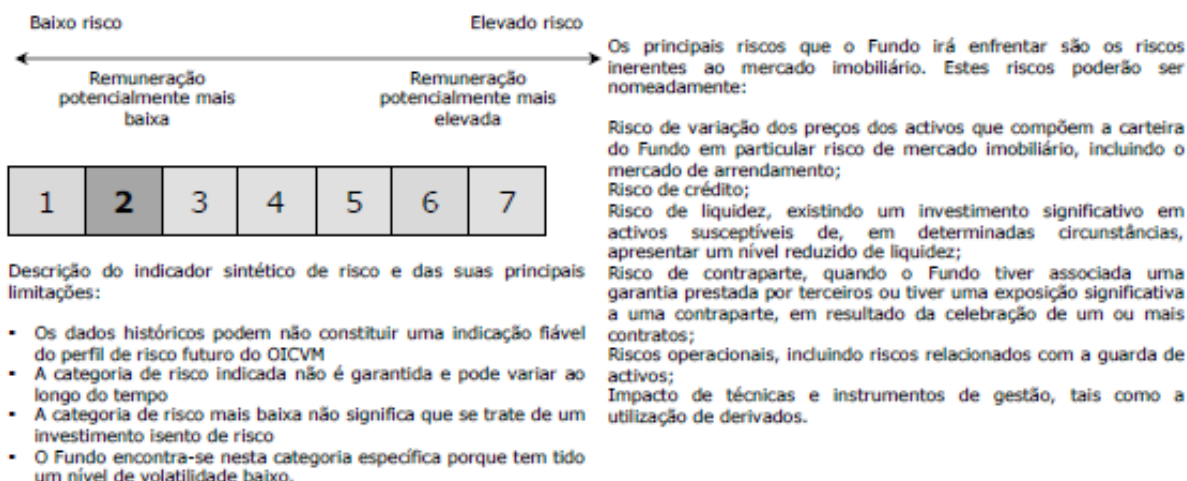 Baixo risco
Elevado risco
Remuneração
potencialmente mais
baixa
Remuneração
potencialmente mais
elevada
1 2 3 4 5 6 7
Descrição do indicador sintético de risco e das suas principais
limitações:
▪ Os dados históricos podem não constituir uma indicação fiável
do perfil de risco futuro do OICVM
▪ A categoria de risco indicada não é garantida e pode variar ao
longo do tempo
▪ A categoria de risco mais baixa não significa que se trate de um
investimento isento de risco
▪ O Fundo encontra-se nesta categoria específica porque tem tido
um nível de volatilidade baixo.
Os principais riscos que o Fundo irá enfrentar são os riscos
inerentes ao mercado imobiliário. Estes riscos poderão ser
nomeadamente:
Risco de variação dos preços dos activos que compõem a carteira
do Fundo em particular risco de mercado imobiliário, incluindo o
mercado de arrendamento;
Risco de crédito;
Risco de liquidez, existindo um investimento significativo em
activos susceptíveis de, em determinadas circunstâncias,
apresentar um nível reduzido de liquidez;
Risco de contraparte, quando o Fundo tiver associada uma
garantia prestada por terceiros ou tiver uma exposição significativa
a uma contraparte, em resultado da celebração de um ou mais
contratos;
Riscos operacionais, incluindo riscos relacionados com a guarda de
activos;
Impacto de técnicas e instrumentos de gestão, tais como a
utilização de derivados.